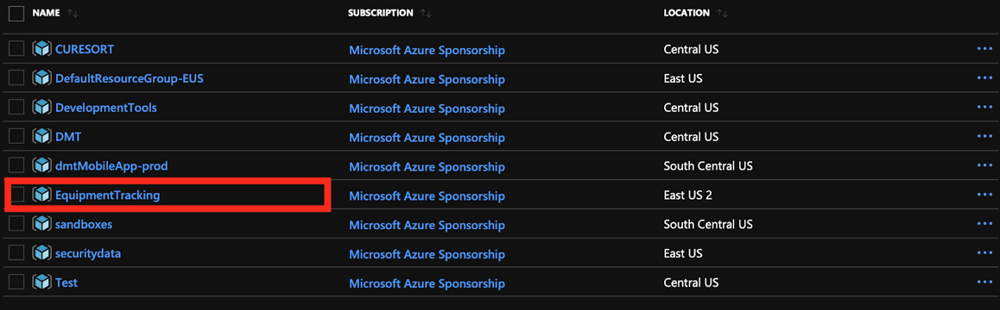 NAME SUBSCRIPTION LOCATION
CURESORT Microsoft Azure Sponsorship Central US
DefaultResourceGroup-EUS Microsoft Azure Sponsorship East US
DevelopmentTools Microsoft Azure Sponsorship Central US
DMT Microsoft Azure Sponsorship Central US
dmtMobileApp-prod Microsoft Azure Sponsorship South Central US
EquipmentTracking Microsoft Azure Sponsorship East US 2
sandboxes Microsoft Azure Sponsorship South Central US
securitydata Microsoft Azure Sponsorship East US
Test Microsoft Azure Sponsorship Central US